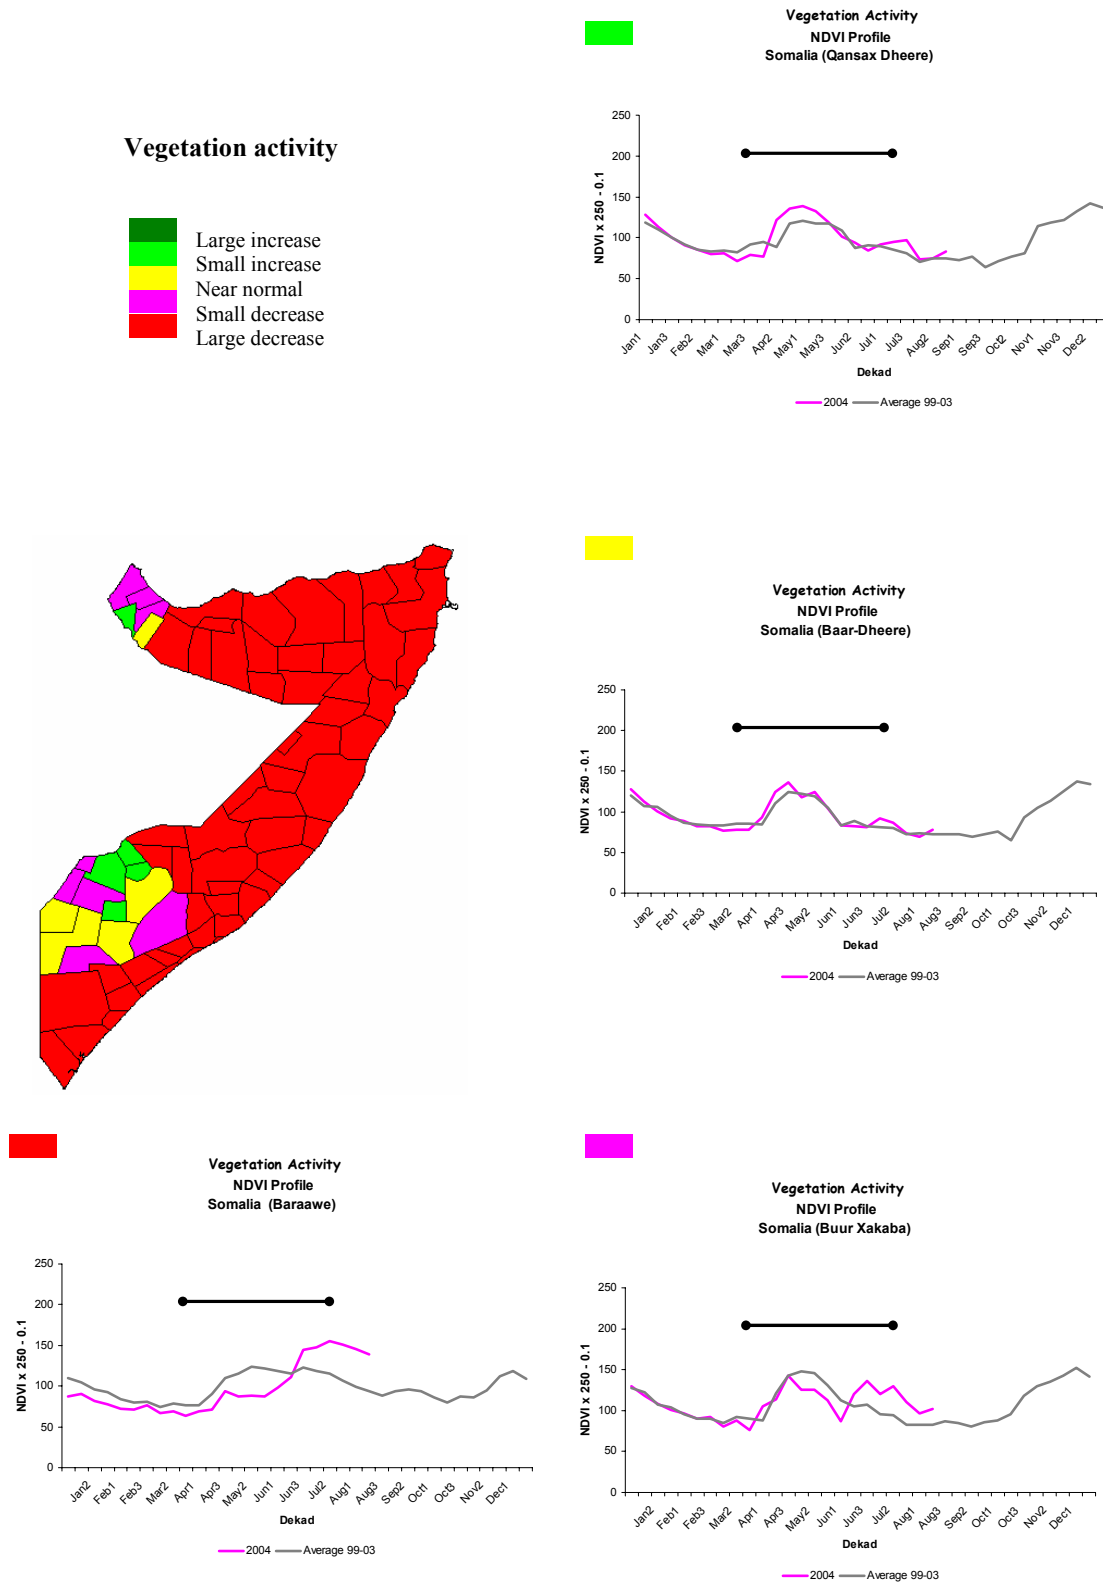 Vegetation activity
Large increase
Small increase
Near normal
Small decrease
Large decrease
Vegetation Activity
NDVI Profile
Somalia (Qansax Dheere)
NDVI x 250 - 0.1
250
200
150
100
50
0
Jan1 Jan3 Feb2 Mar1 Mar3 Apr2 May1 May3 Jun2 Jul1 Jul3 Aug2 Sep1 Sep3 Oct2 Nov1 Nov3 Dec2
Dekad
2004 Average 99-03
Vegetation Activity
NDVI Profile
Somalia (Baar-Dheere)
NDVI x 250 - 0.1
250
200
150
100
50
0
Jan2 Feb1 Feb3 Mar2 Apr1 Apr3 May2 Jun1 Jun3 Jul2 Aug1 Aug3 Sep2 Oct1 Oct3 Nov2 Dec1
Dekad
2004 Average 99-03
Vegetation Activity
NDVI Profile
Somalia (Baraawe)
NDVI x 250 - 0.1
250
200
150
100
50
0
Jan2 Feb1 Feb3 Mar2 Apr1 Apr3 May2 Jun1 Jun3 Jul2 Aug1 Aug3 Sep2 Oct1 Oct3 Nov2 Dec1
Dekad
2004 Average 99-03
Vegetation Activity
NDVI Profile
Somalia (Buur Xakaba)
NDVI x 250 - 0.1
250
200
150
100
50
0
Jan2 Feb1 Feb3 Mar2 Apr1 Apr3 May2 Jun1 Jun3 Jul2 Aug1 Aug3 Sep2 Oct1 Oct3 Nov2 Dec1
Dekad
2004 Average 99-03